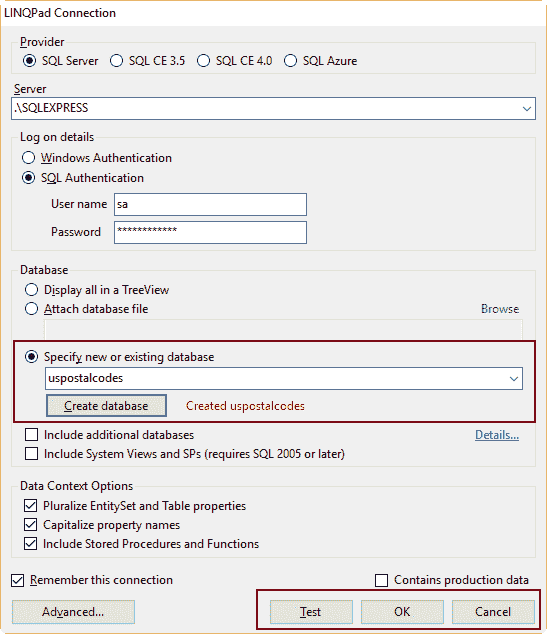 LINQPad Connection
Provider
SQL Server SQL CE 3.5 SQL CE 4.0 SQL Azure
Server
.\SQLEXPRESS
Log on details
Windows Authentication
SQL Authentication
User name sa
Password ************
Database
Display all in a TreeView
Attach database file Browse
Specify new or existing database
uspostalcodes
Create database Created uspostalcodes
Include additional databases Details...
Include System Views and SPs (requires SQL 2005 or later)
Data Context Options
Pluralize EntitySet and Table properties
Capitalize property names
Include Stored Procedures and Functions
Remember this connection Contains production data
Advanced... Test OK Cancel